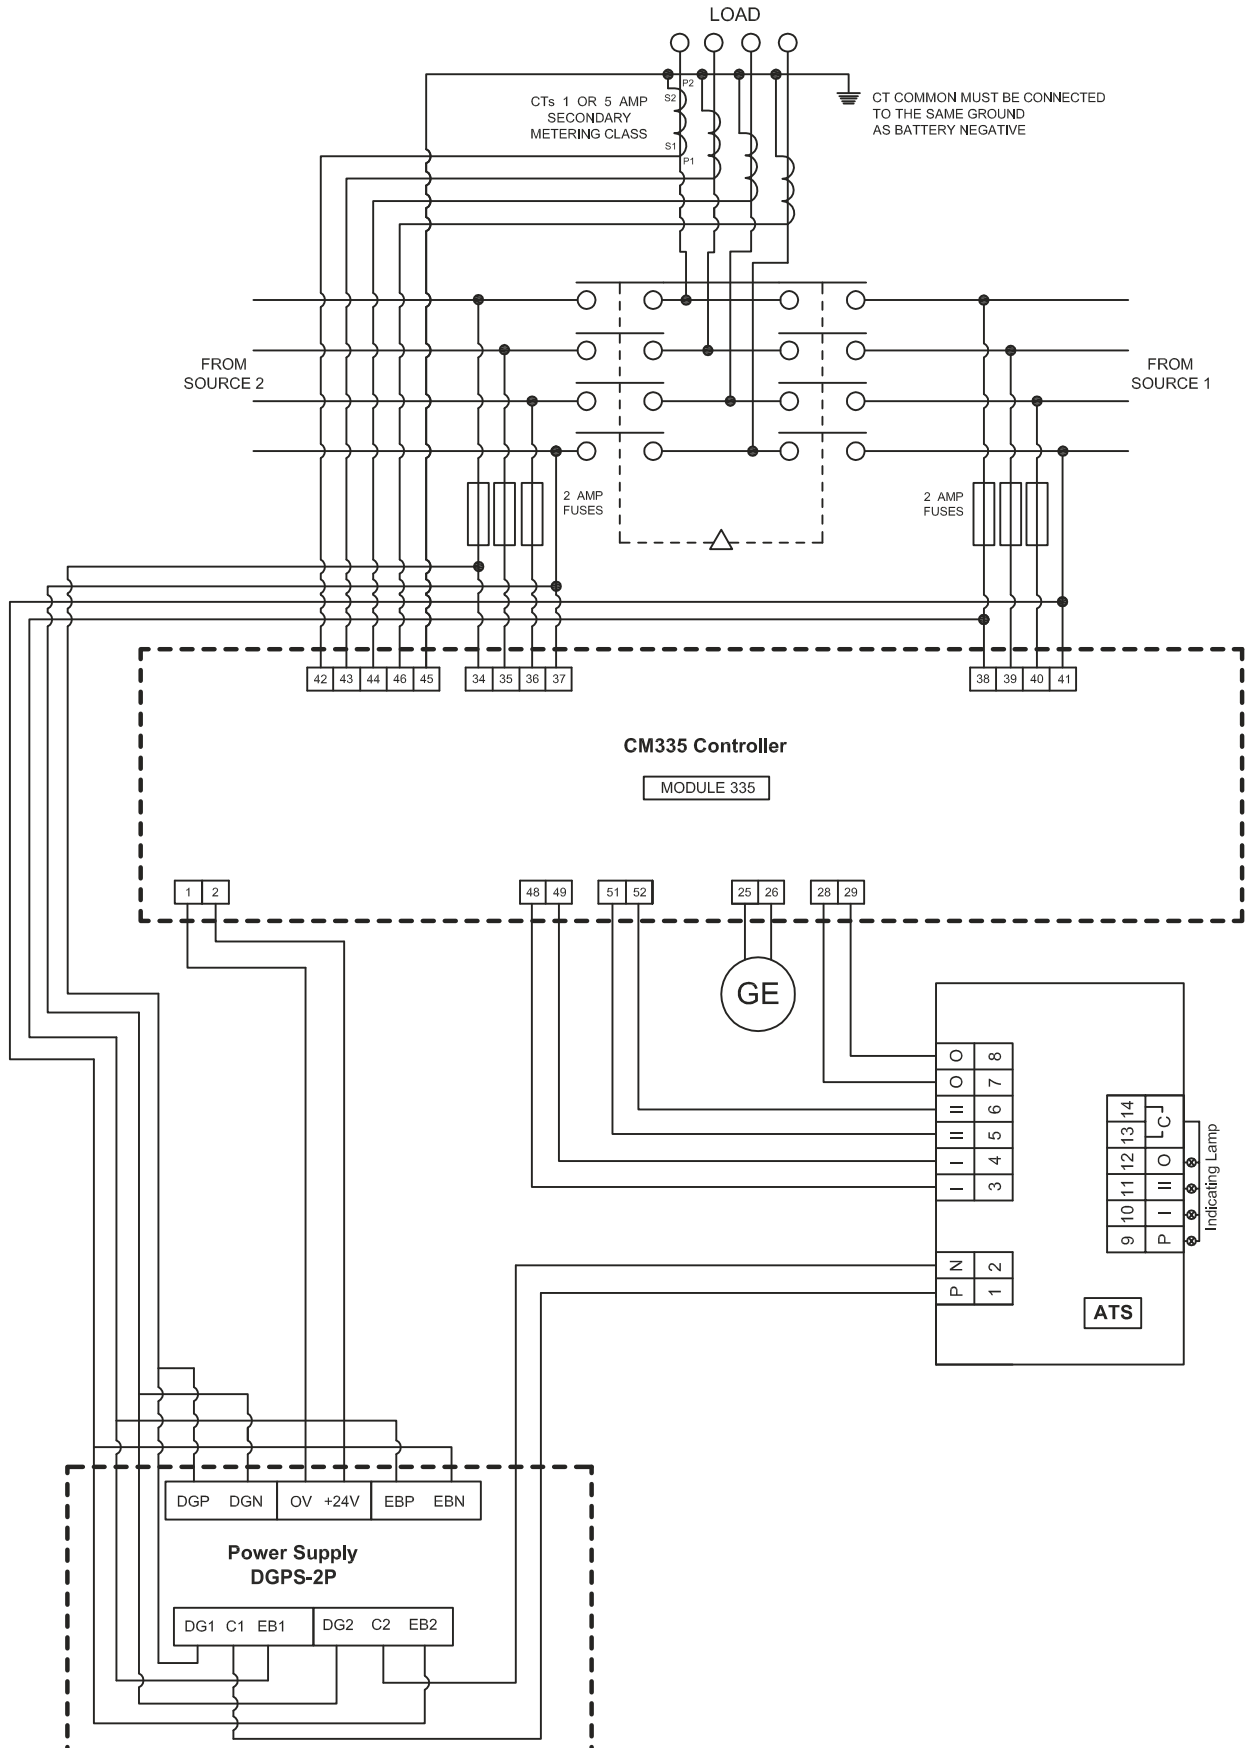 LOAD
P2
S2
CTs 1 OR 5 AMP
SECONDARY
METERING CLASS
S1
P1
CT COMMON MUST BE CONNECTED
TO THE SAME GROUND
AS BATTERY NEGATIVE
FROM
SOURCE 2
FROM
SOURCE 1
2 AMP
FUSES
2 AMP
FUSES
42 43 44 46 45 34 35 36 37 38 39 40 41
CM335 Controller
MODULE 335
1 2 48 49 51 52 25 26 28 29
GE
O 8
O 7
II 6
II 5
I 4
I 3
N 2
P 1
14
13 C
12 O
11 II
10 I
9 P
Indicating Lamp
ATS
DGP DGN OV +24V EBP EBN
Power Supply
DGPS-2P
DG1 C1 EB1 DG2 C2 EB2